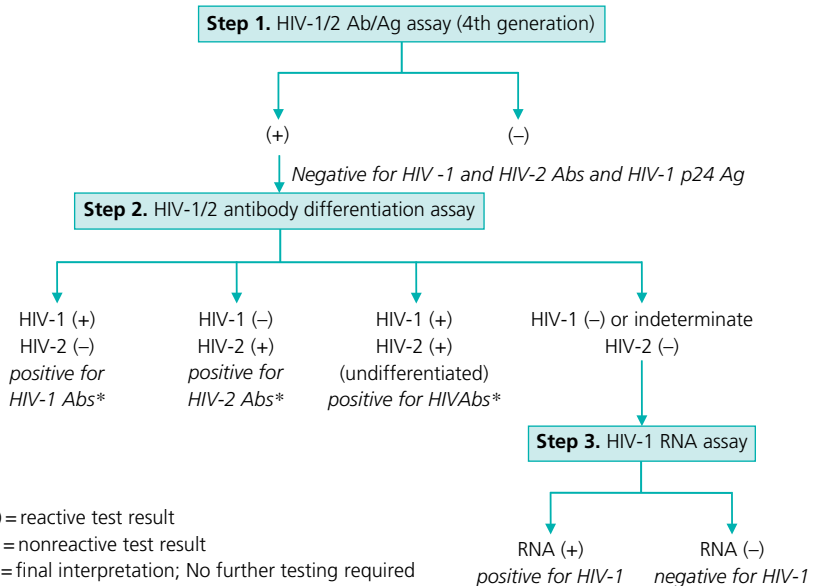 Step 1. HIV-1/2 Ab/Ag assay (4th generation)
(+)
(–)
Negative for HIV -1 and HIV-2 Abs and HIV-1 p24 Ag
Step 2. HIV-1/2 antibody differentiation assay
HIV-1 (+)
HIV-2 (–)
positive for
HIV-1 Abs*
HIV-1 (–)
HIV-2 (+)
positive for
HIV-2 Abs*
HIV-1 (+)
HIV-2 (+)
(undifferentiated)
positive for HIVAbs*
HIV-1 (–) or indeterminate
HIV-2 (–)
Step 3. HIV-1 RNA assay
RNA (+)
positive for HIV-1
RNA (–)
negative for HIV-1
) = reactive test result
= nonreactive test result
= final interpretation; No further testing required